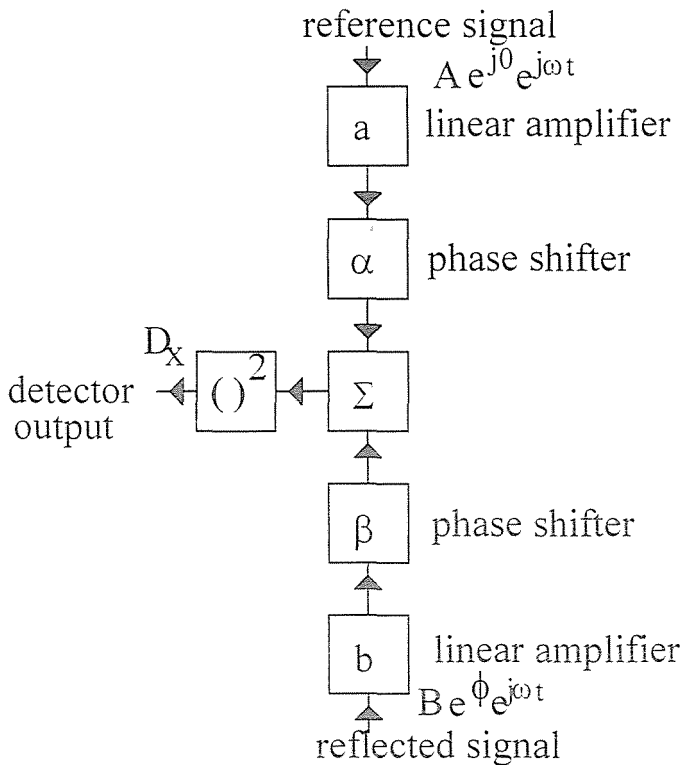 reference signal
A e^{j0} e^{jωt}
a linear amplifier
α phase shifter
D_X
detector output
( )^2
Σ
β phase shifter
b linear amplifier
B e^{ϕ} e^{jωt}
reflected signal